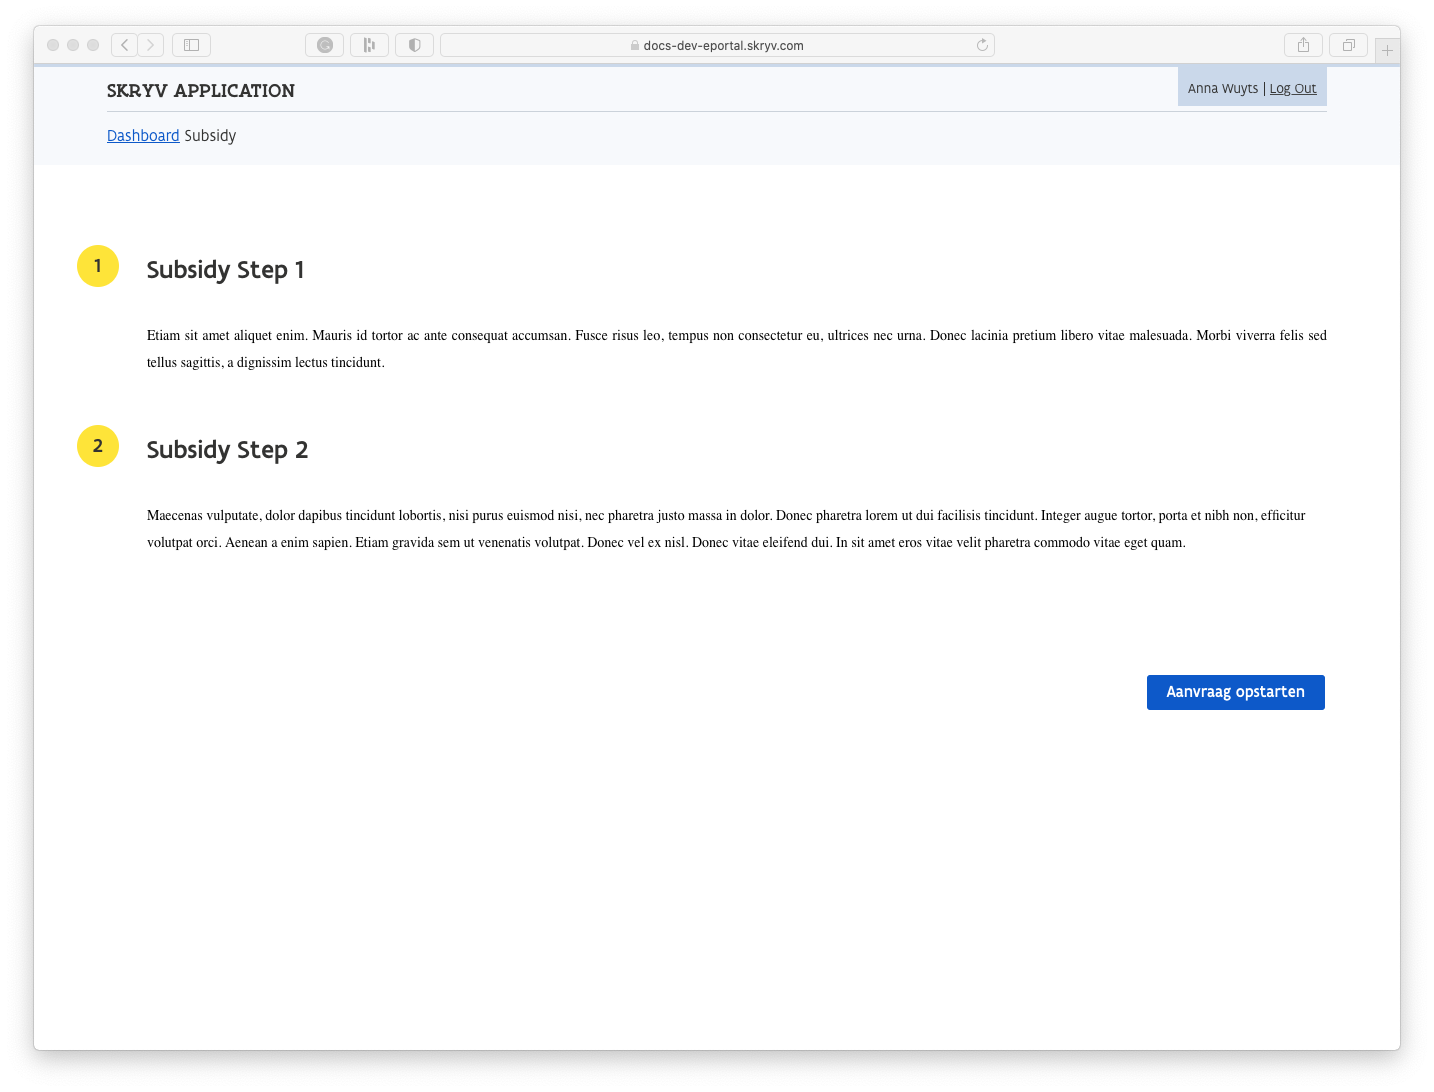 docs-dev-eportal.skryv.com
SKRYV APPLICATION
Anna Wuyts | Log Out
Dashboard Subsidy
1
Subsidy Step 1
Etiam sit amet aliquet enim. Mauris id tortor ac ante consequat accumsan. Fusce risus leo, tempus non consectetur eu, ultrices nec urna. Donec lacinia pretium libero vitae malesuada. Morbi viverra felis sed
tellus sagittis, a dignissim lectus tincidunt.
2
Subsidy Step 2
Maecenas vulputate, dolor dapibus tincidunt lobortis, nisi purus euismod nisi, nec pharetra justo massa in dolor. Donec pharetra lorem ut dui facilisis tincidunt. Integer augue tortor, porta et nibh non, efficitur
volutpat orci. Aenean a enim sapien. Etiam gravida sem ut venenatis volutpat. Donec vel ex nisl. Donec vitae eleifend dui. In sit amet eros vitae velit pharetra commodo vitae eget quam.
Aanvraag opstarten